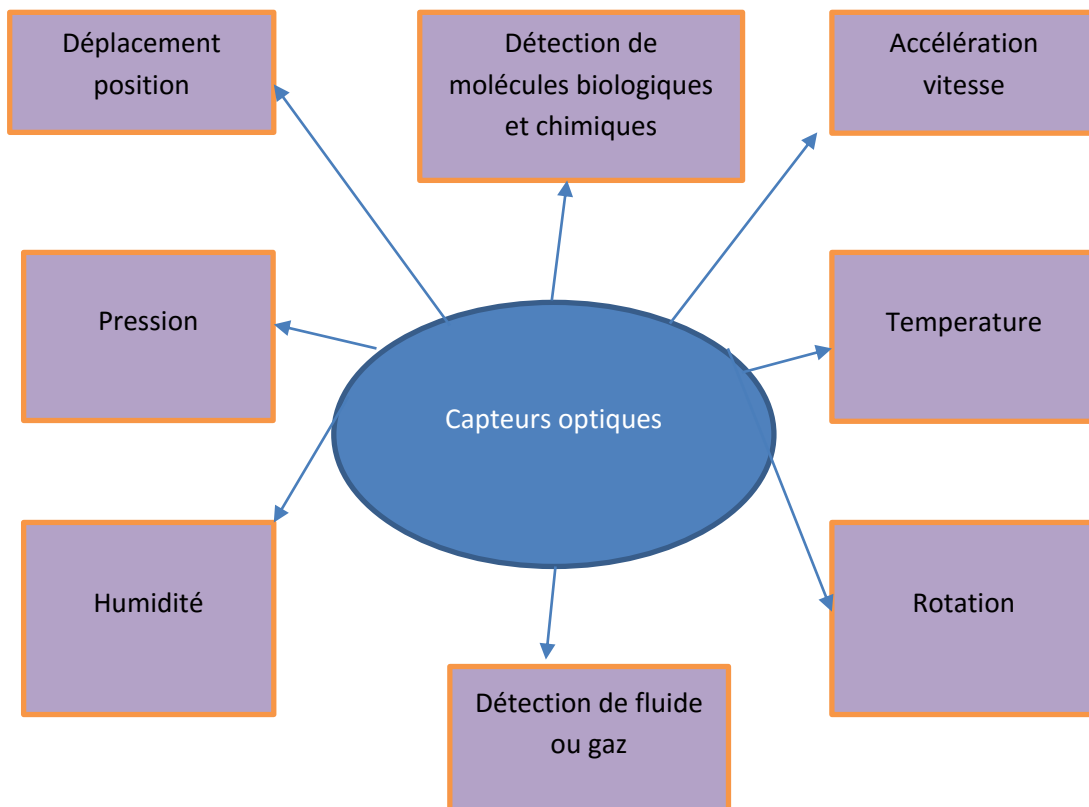 Déplacement
position
Détection de
molécules biologiques
et chimiques
Accélération
vitesse
Pression
Temperature
Capteurs optiques
Humidité
Rotation
Détection de fluide
ou gaz